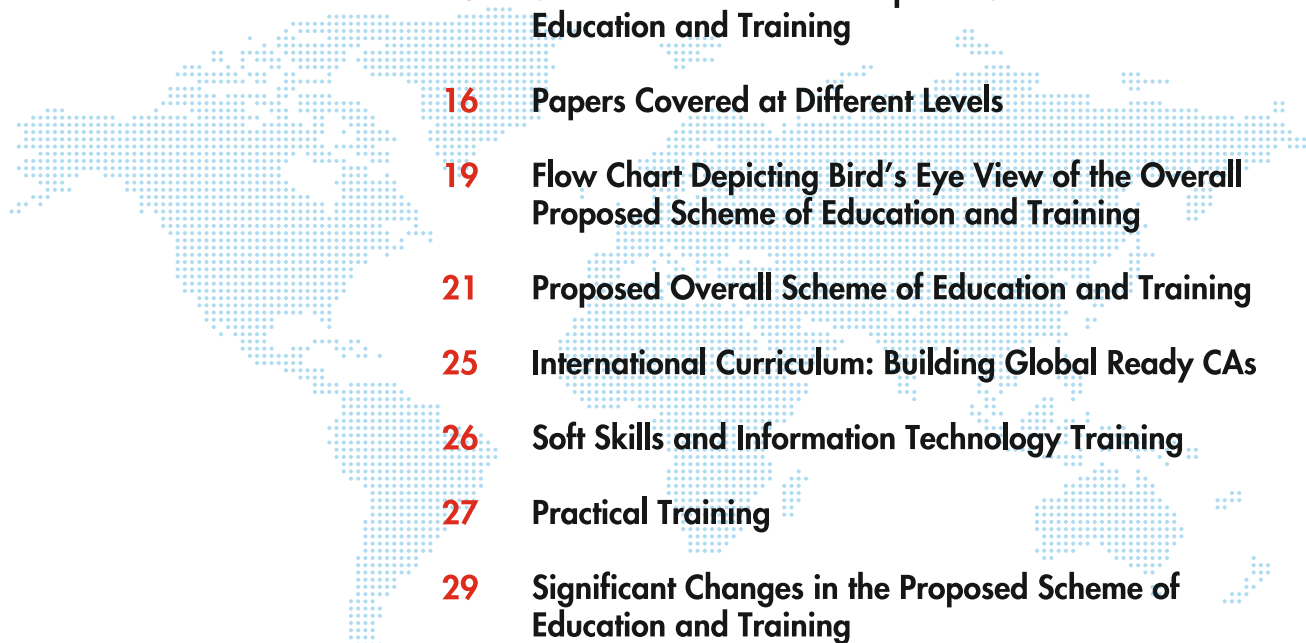 Education and Training
16 Papers Covered at Different Levels
19 Flow Chart Depicting Bird’s Eye View of the Overall
Proposed Scheme of Education and Training
21 Proposed Overall Scheme of Education and Training
25 International Curriculum: Building Global Ready CAs
26 Soft Skills and Information Technology Training
27 Practical Training
29 Significant Changes in the Proposed Scheme of
Education and Training